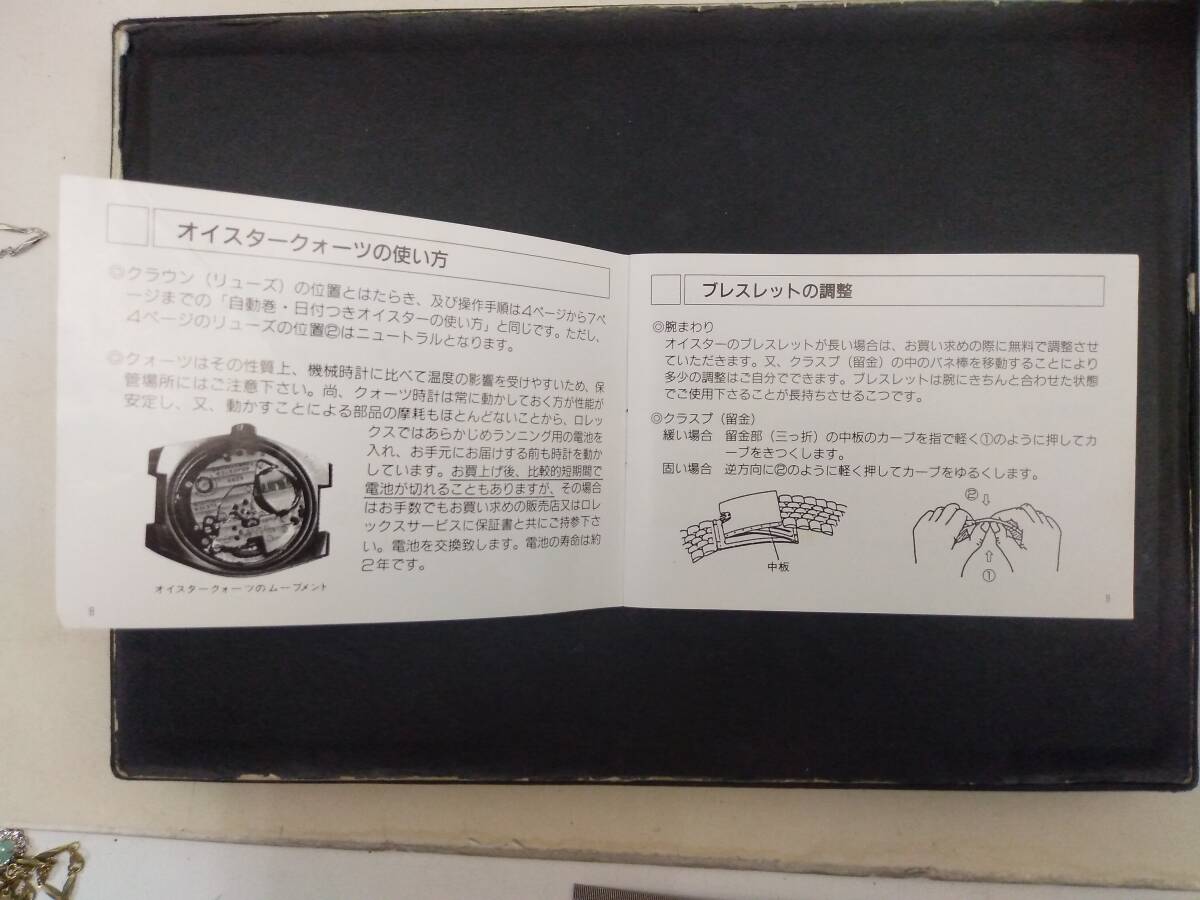 オイスタークォーツの使い方
◎クラウン（リューズ）の位置とはたらき、及び操作手順は4ページから7ペ
ージまでの「自動巻・日付つきオイスターの使い方」と同じです。ただし、
4ページのリューズの位置②はニュートラルとなります。
◎クォーツはその性質上、機械時計に比べて温度の影響を受けやすいため、保
管場所にはご注意下さい。尚、クォーツ時計は常に動かしておく方が性能が
安定し、又、動かすことによる部品の摩耗もほとんどないことから、ロレッ
クスではあらかじめランニング用の電池を
入れ、お手元にお届けする前も時計を動か
しています。お買上げ後、比較的短期間で
電池が切れることもありますが、その場合
はお手数でもお買い求めの販売店又はロレ
ックスサービスに保証書と共にご持参下さ
い。電池を交換致します。電池の寿命は約
2年です。
オイスタークォーツのムーブメント
8
ブレスレットの調整
◎腕まわり
オイスターのブレスレットが長い場合は、お買い求めの際に無料で調整させ
ていただきます。又、クラスプ（留金）の中のバネ棒を移動することにより
多少の調整はご自分でできます。ブレスレットは腕にきちんと合わせた状態
でご使用下さることが長持ちさせるこつです。
◎クラスプ（留金）
緩い場合 留金部（三っ折）の中板のカーブを指で軽く①のように押してカ
ーブをきつくします。
固い場合 逆方向に②のように軽く押してカーブをゆるくします。
②
中板
①